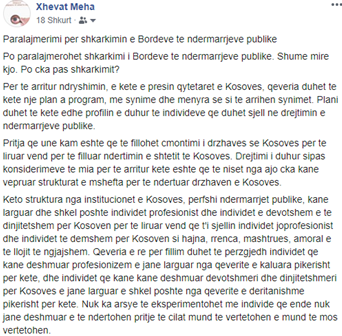 Xhevat Meha
18 Shkurt ·
Paralajmerimi per shkarkimin e Bordeve te ndermarrjeve publike
Po paralajmerohet shkarkimi i Bordeve te ndermarrjeve publike. Shume mire
kjo. Po cka pas shkarkimit?
Per te arritur ndryshimin, e kete e presin qytetaret e Kosoves, qeveria duhet te
kete nje plan a program, me synime dhe menyra se si te arrihen synimet. Plani
duhet te kete edhe profilin e duhur te individeve qe duhet sjell ne drejtimin e
ndermarrjeve publike.
Pritja qe une kam eshte qe te fillohet cmontimi i drzhaves se Kosoves per te
liruar vend per te filluar ndertimin e shtetit te Kosoves. Drejtimi i duhur sipas
konsiderimeve te mia per te arritur kete eshte qe te niset nga ajo cka kane
vepruar strukturat e mshefta per te ndertuar drzhaven e Kosoves.
Keto struktura nga institucionet e Kosoves, perfshi ndermarrjet publike, kane
larguar dhe shkel poshte individet profesionist dhe individet e devotshem e te
dinjitetshem per Kosoven per te liruar vend qe t'i sjellin individet joprofesionist
dhe individet te demshem per Kosoven si hajna, rrenca, mashtrues, amoral e
te llojit te ngjajshem. Qeveria e re per fillim duhet te perzgjedh individet qe
kane deshmuar profesionizem e jane larguar nga qeverite e kaluara pikerisht
per kete, dhe individet qe kane kane deshmuar devotshmeri dhe dinjitetshmeri
per Kosoven e jane larguar e shkel poshte nga qeverite e deritanishme
pikerisht per kete. Nuk ka arsye te eksperimentohet me individe qe ende nuk
jane deshmuar e te ndertohen pritje te cilat mund te vertetohen e mund te mos
vertetohen.